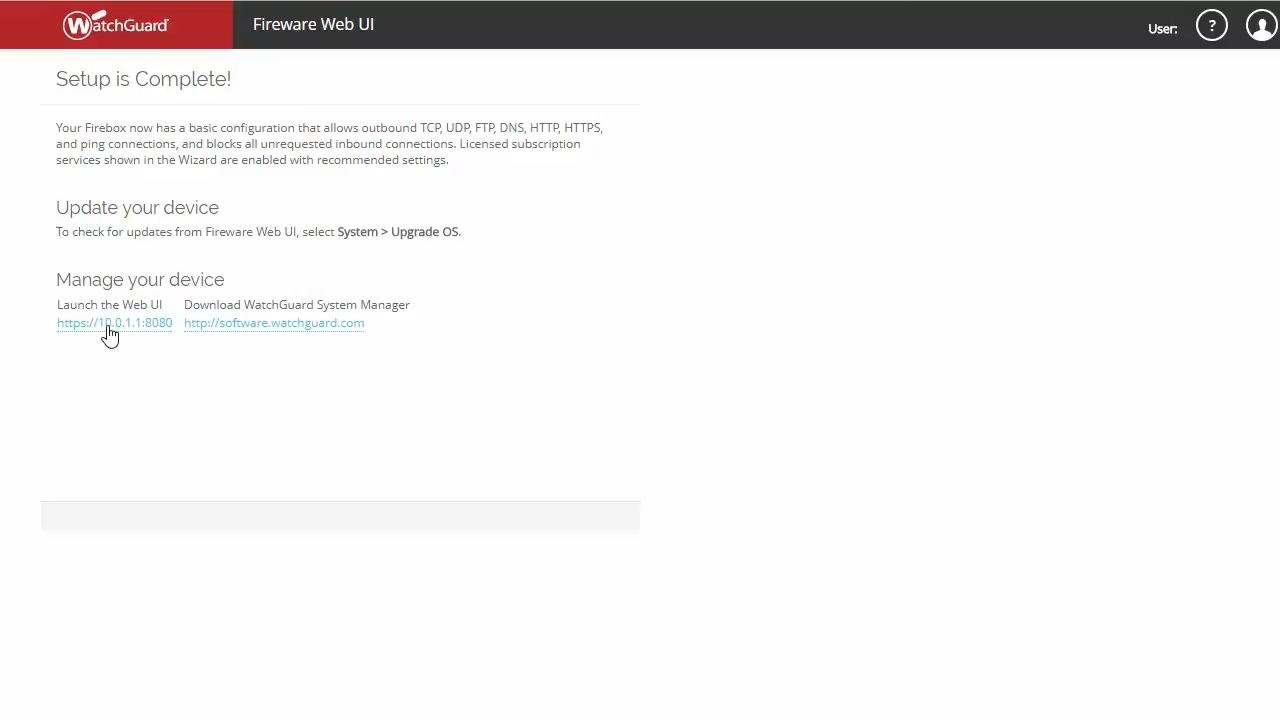 WatchGuard
Fireware Web UI
User:
?
Setup is Complete!
Your Firebox now has a basic configuration that allows outbound TCP, UDP, FTP, DNS, HTTP, HTTPS,
and ping connections, and blocks all unrequested inbound connections. Licensed subscription
services shown in the Wizard are enabled with recommended settings.
Update your device
To check for updates from Fireware Web UI, select System > Upgrade OS.
Manage your device
Launch the Web UI Download WatchGuard System Manager
https://10.0.1.1:8080 http://software.watchguard.com